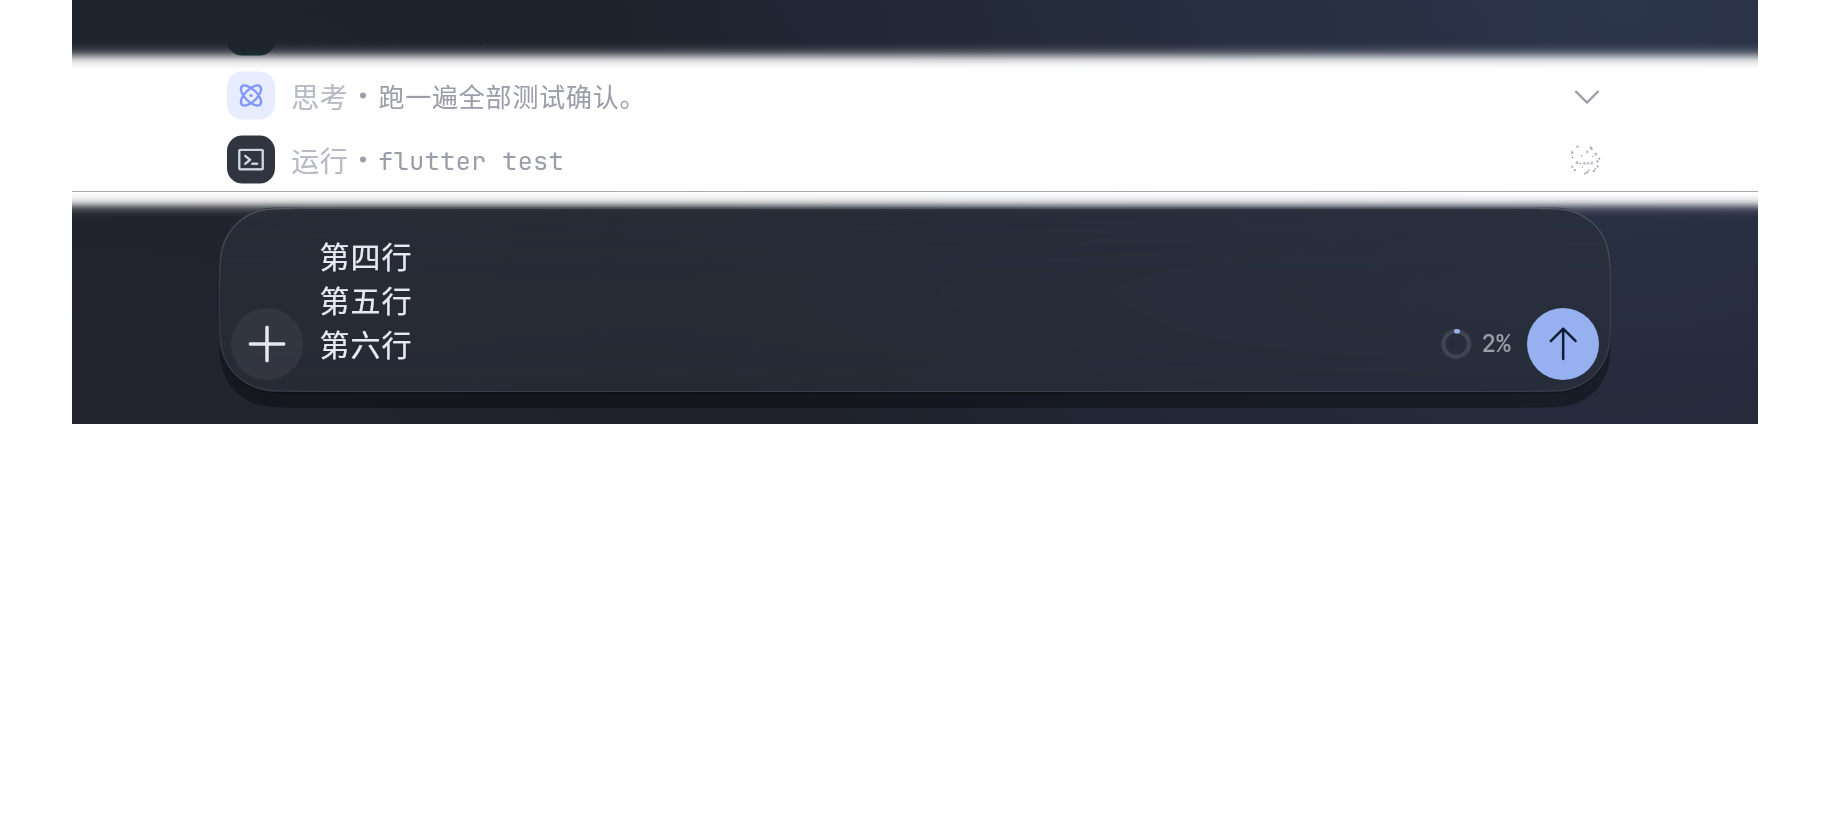 思考・跑一遍全部测试确认。
运行・flutter test
第四行
第五行
第六行
2%